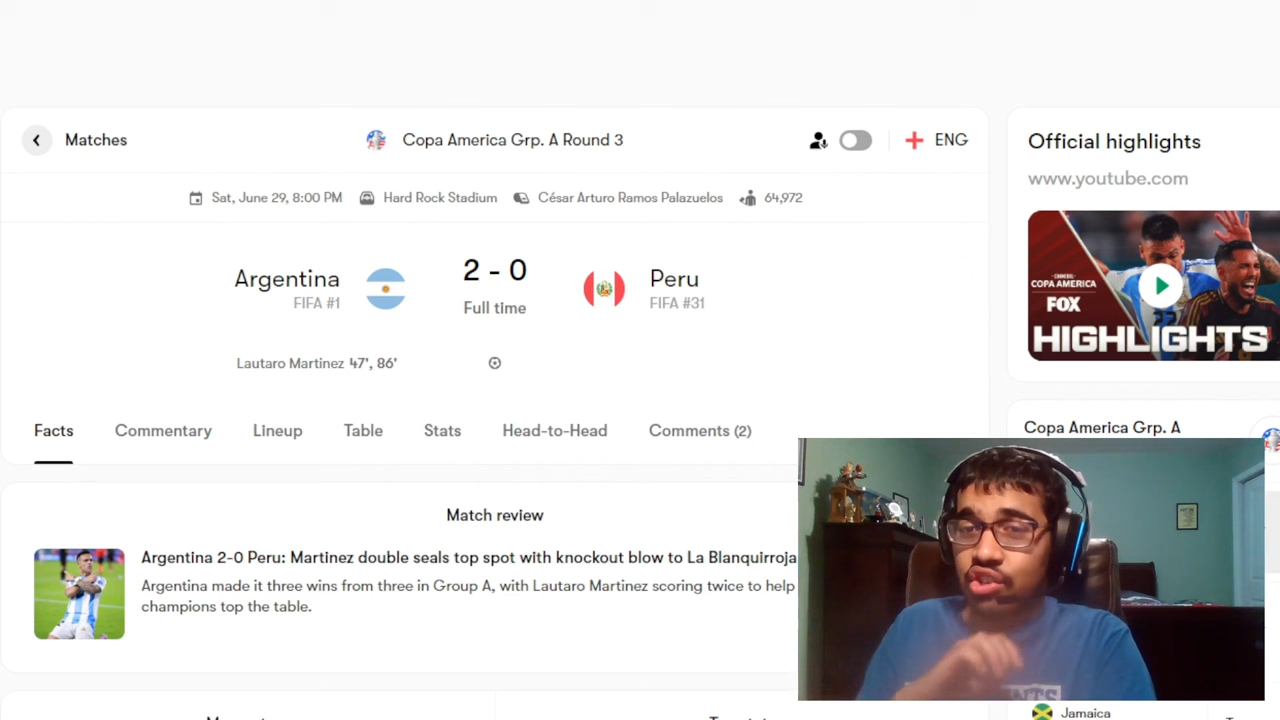 Matches
Copa America Grp. A Round 3
ENG
Sat, June 29, 8:00 PM
Hard Rock Stadium
César Arturo Ramos Palazuelos
64,972
Argentina
FIFA #1
2 - 0
Full time
Peru
FIFA #31
Lautaro Martinez 47', 86'
Facts
Commentary
Lineup
Table
Stats
Head-to-Head
Comments (2)
Match review
Argentina 2-0 Peru: Martinez double seals top spot with knockout blow to La Blanquirroja
Argentina made it three wins from three in Group A, with Lautaro Martinez scoring twice to help
champions top the table.
Official highlights
www.youtube.com
COPA AMERICA
FOX
HIGHLIGHTS
Copa America Grp. A
Jamaica